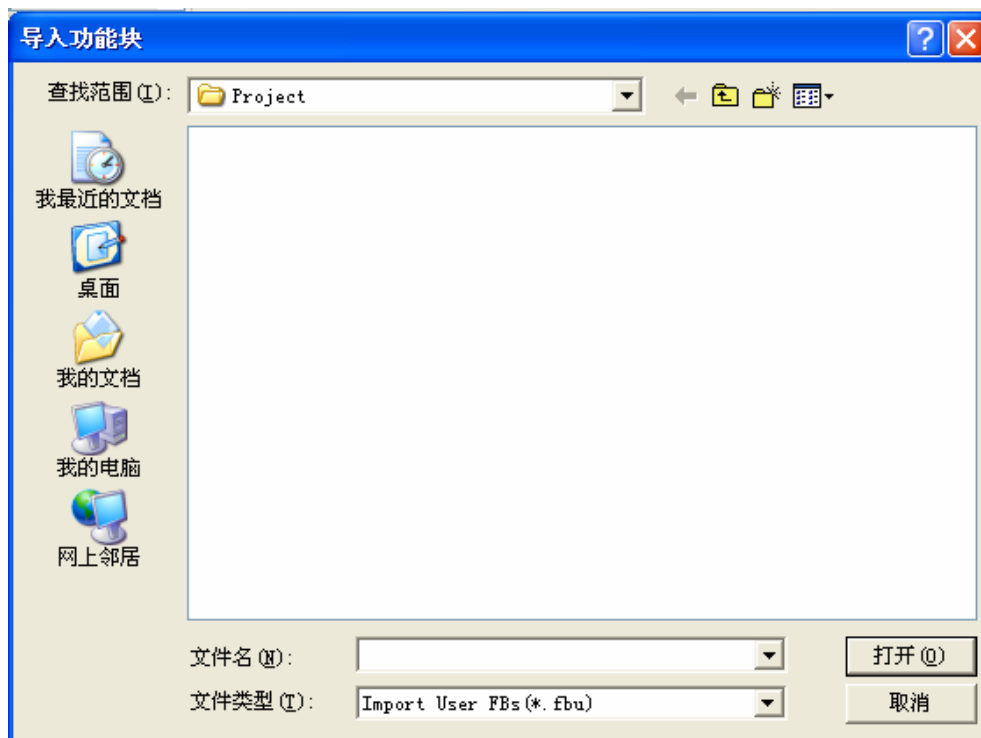 导入功能块
查找范围(I):
Project
我最近的文档
桌面
我的文档
我的电脑
网上邻居
文件名(N):
打开(O)
文件类型(T):
Import User FBs(*.fbu)
取消